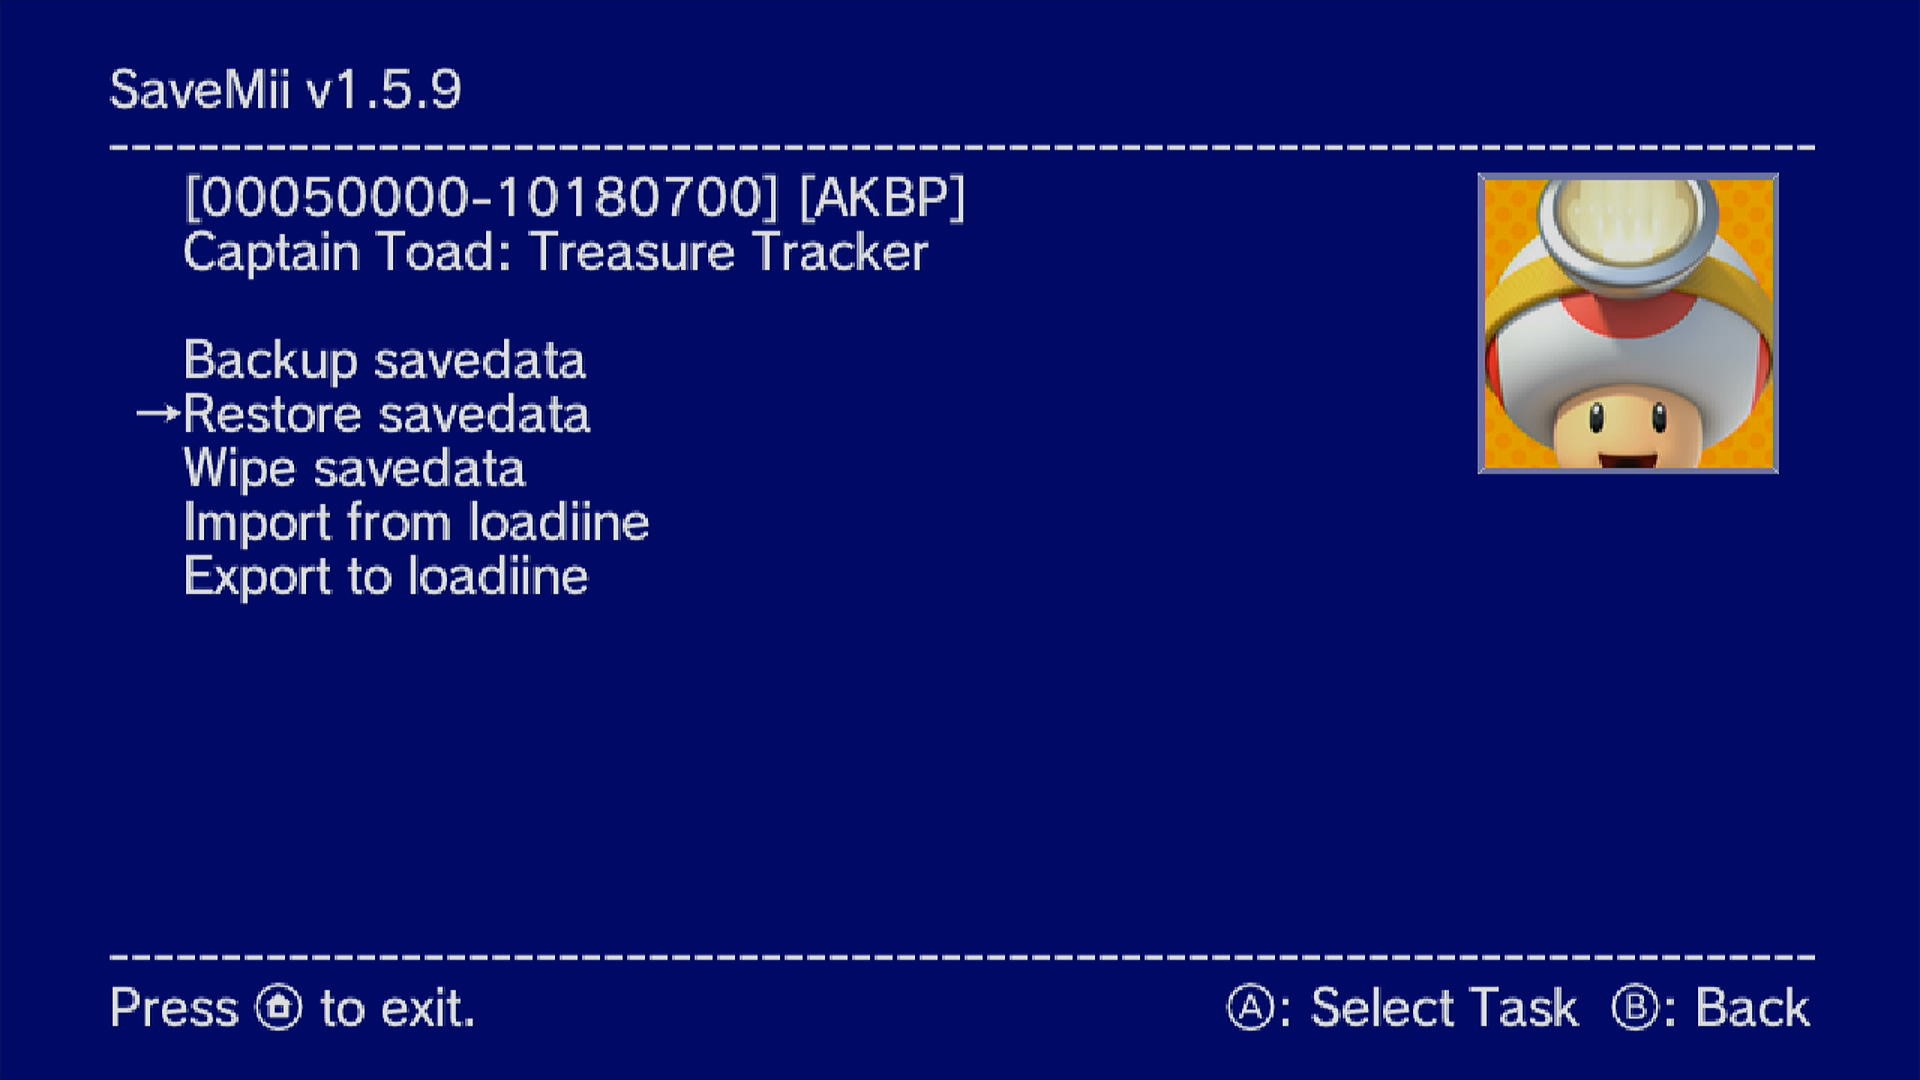 SaveMii v1.5.9
[00050000-10180700] [AKBP]
Captain Toad: Treasure Tracker
Backup savedata
→Restore savedata
Wipe savedata
Import from loadiine
Export to loadiine
Press to exit.
Ⓐ: Select Task Ⓑ: Back